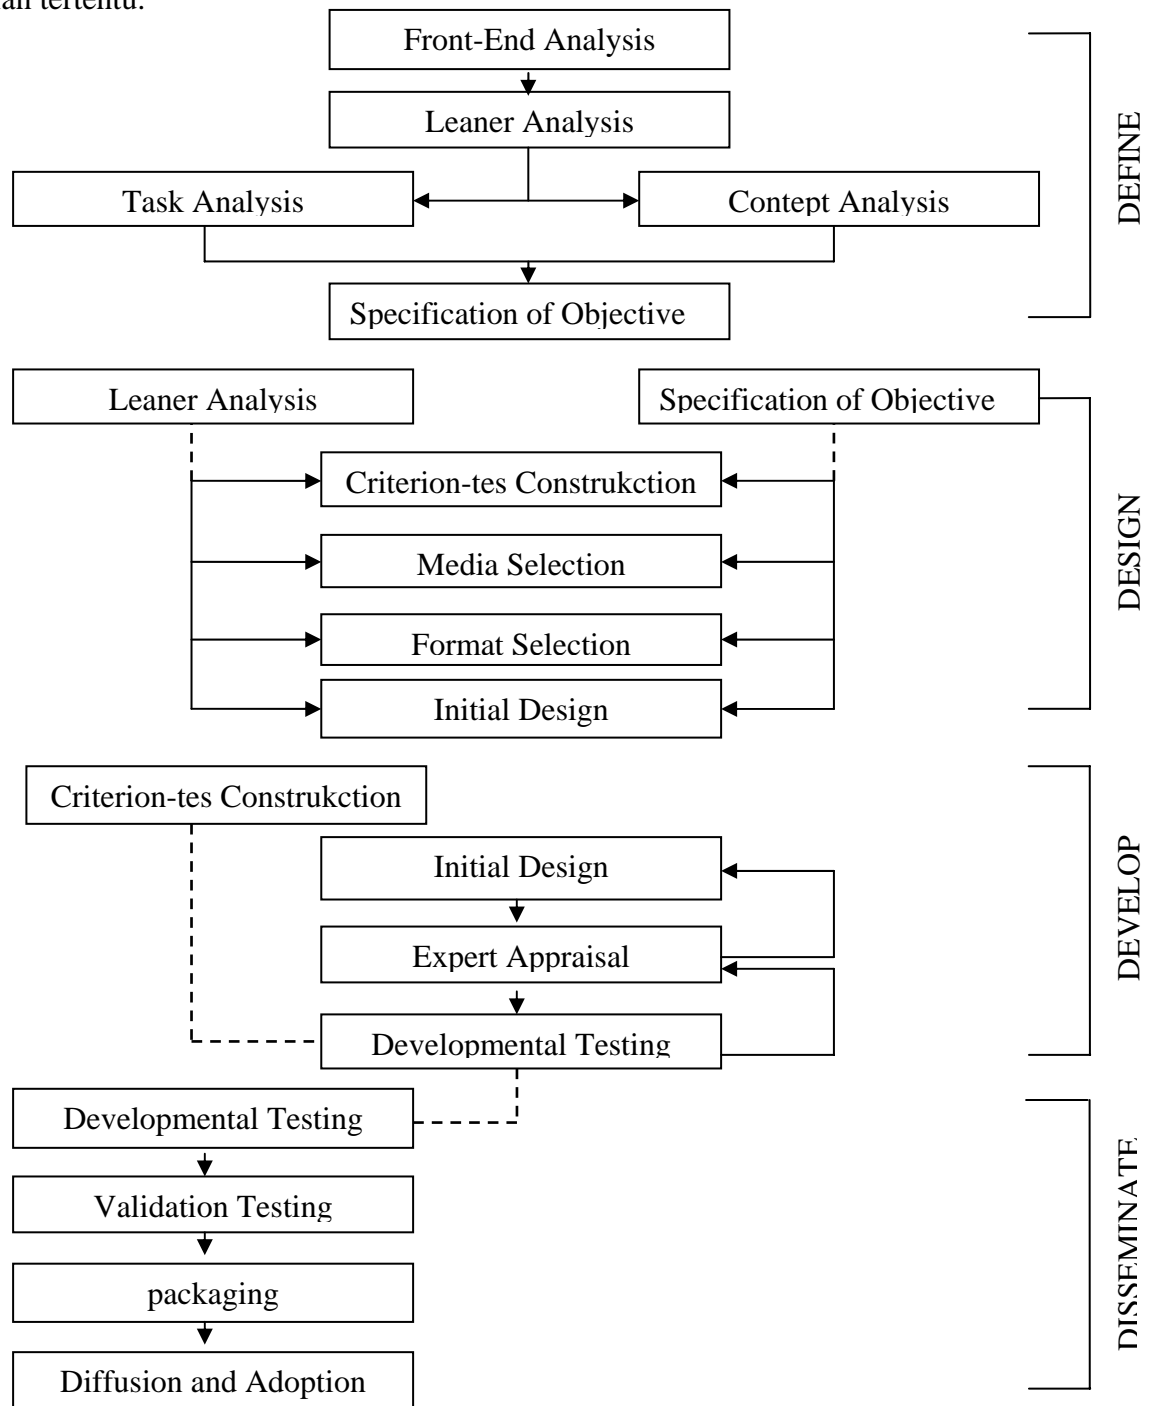 tertentu.
Front-End Analysis
Leaner Analysis
Task Analysis
Contept Analysis
Specification of Objective
DEFINE
Leaner Analysis
Specification of Objective
Criterion-tes Construkction
Media Selection
Format Selection
Initial Design
DESIGN
Criterion-tes Construkction
Initial Design
Expert Appraisal
Developmental Testing
DEVELOP
Developmental Testing
Validation Testing
packaging
Diffusion and Adoption
DISSEMINATE